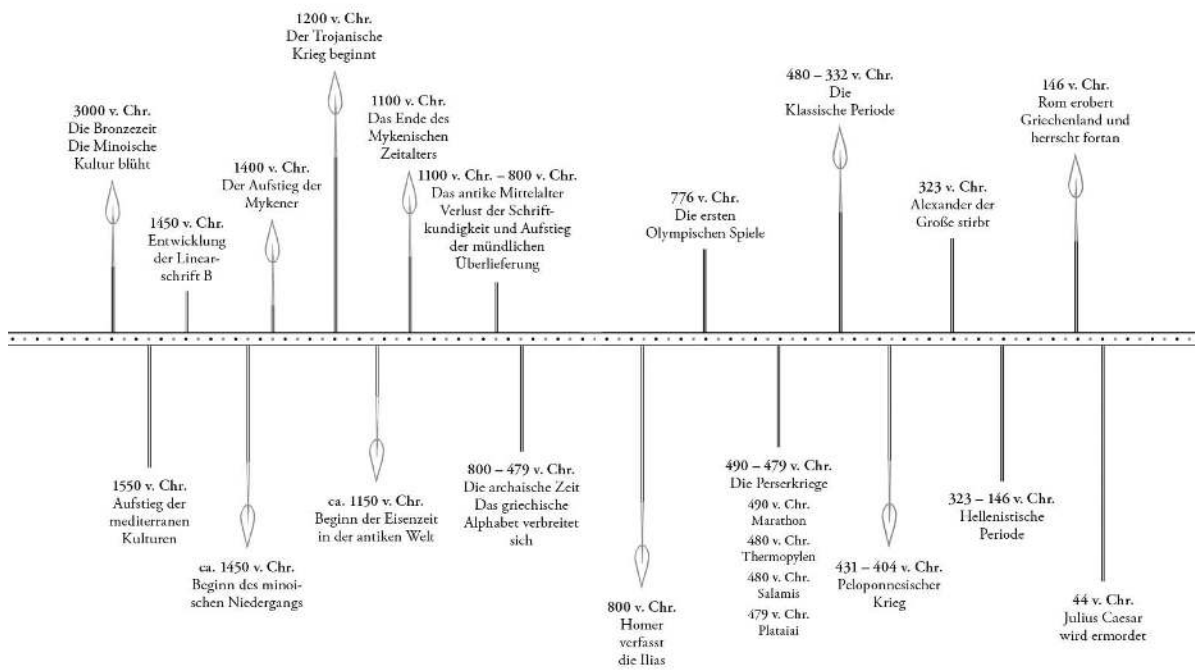 3000 v. Chr.
Die Bronzezeit
Die Minoische
Kultur blüht
1450 v. Chr.
Entwicklung
der Linear-
schrift B
1400 v. Chr.
Der Aufstieg der
Mykener
1200 v. Chr.
Der Trojanische
Krieg beginnt
1100 v. Chr.
Das Ende des
Mykenischen
Zeitalters
1100 v. Chr. – 800 v. Chr.
Das antike Mittelalter
Verlust der Schrift-
kundigkeit und Aufstieg
der mündlichen
Überlieferung
776 v. Chr.
Die ersten
Olympischen Spiele
480 – 332 v. Chr.
Die
Klassische Periode
323 v. Chr.
Alexander der
Große stirbt
146 v. Chr.
Rom erobert
Griechenland und
herrscht fortan
1550 v. Chr.
Aufstieg der
mediterranen
Kulturen
ca. 1450 v. Chr.
Beginn des minoi-
schen Niedergangs
ca. 1150 v. Chr.
Beginn der Eisenzeit
in der antiken Welt
800 – 479 v. Chr.
Die archaische Zeit
Das griechische
Alphabet verbreitet
sich
800 v. Chr.
Homer
verfasst
die Ilias
490 – 479 v. Chr.
Die Perserkriege
490 v. Chr.
Marathon
480 v. Chr.
Thermopylen
480 v. Chr.
Salamis
479 v. Chr.
Plataiai
431 – 404 v. Chr.
Peloponnesischer
Krieg
323 – 146 v. Chr.
Hellenistische
Periode
44 v. Chr.
Julius Caesar
wird ermordet